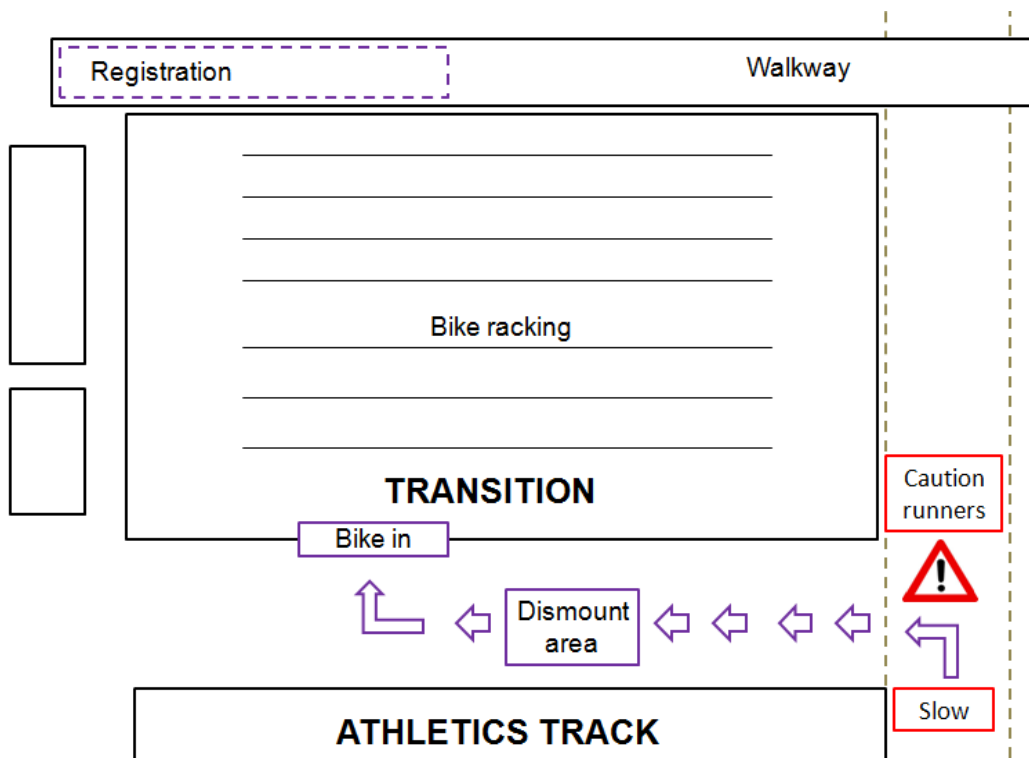 Registration
Walkway
Bike racking
TRANSITION
Caution
runners
Bike in
Dismount
area
Slow
ATHLETICS TRACK